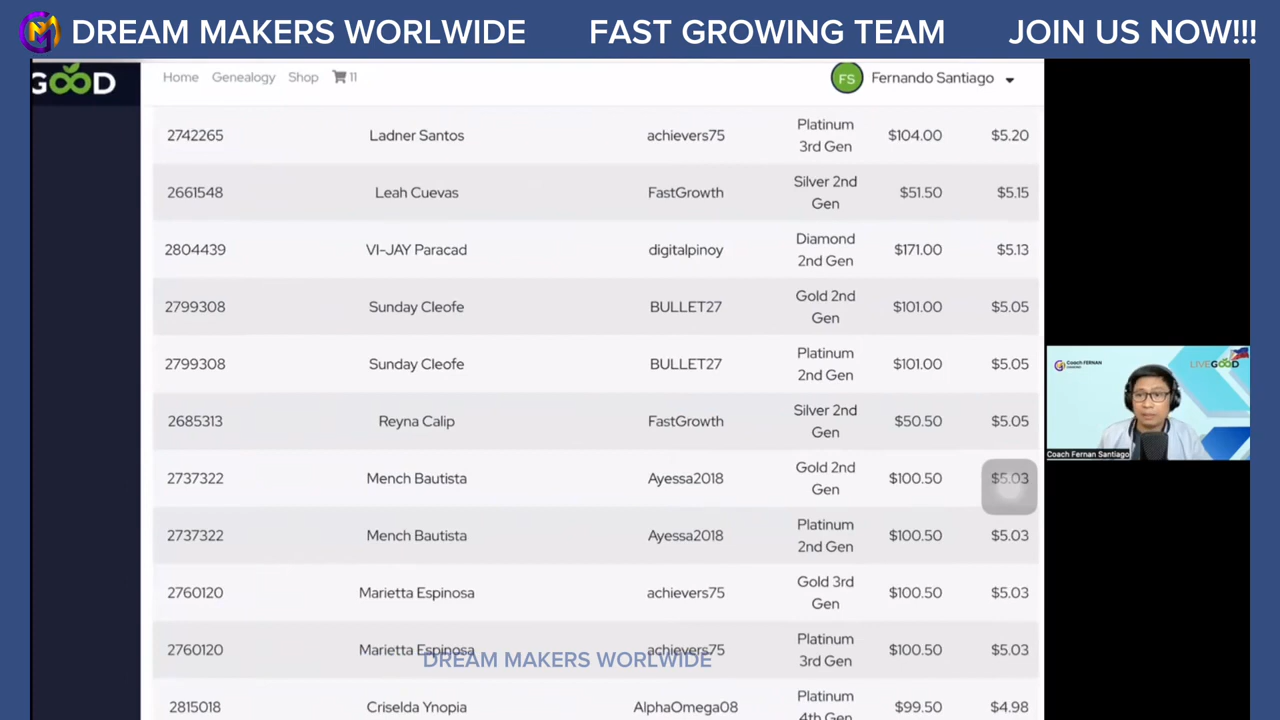 DREAM MAKERS WORLWIDE FAST GROWING TEAM JOIN US NOW!!!
GOOD Home Genealogy Shop 11 FS Fernando Santiago
2742265 Ladner Santos achievers75 Platinum 3rd Gen $104.00 $5.20
2661548 Leah Cuevas FastGrowth Silver 2nd Gen $51.50 $5.15
2804439 VI-JAY Paracad digitalpinoy Diamond 2nd Gen $171.00 $5.13
2799308 Sunday Cleofe BULLET27 Gold 2nd Gen $101.00 $5.05
2799308 Sunday Cleofe BULLET27 Platinum 2nd Gen $101.00 $5.05
2685313 Reyna Calip FastGrowth Silver 2nd Gen $50.50 $5.05
2737322 Mench Bautista Ayessa2018 Gold 2nd Gen $100.50 $5.03
2737322 Mench Bautista Ayessa2018 Platinum 2nd Gen $100.50 $5.03
2760120 Marietta Espinosa achievers75 Gold 3rd Gen $100.50 $5.03
2760120 Marietta Espinosa achievers75 Platinum 3rd Gen $100.50 $5.03
DREAM MAKERS WORLWIDE
2815018 Criselda Ynopia AlphaOmega08 Platinum 4th Gen $99.50 $4.98
Coach FERNAN
LIVEGOOD
Coach Fernan Santiago